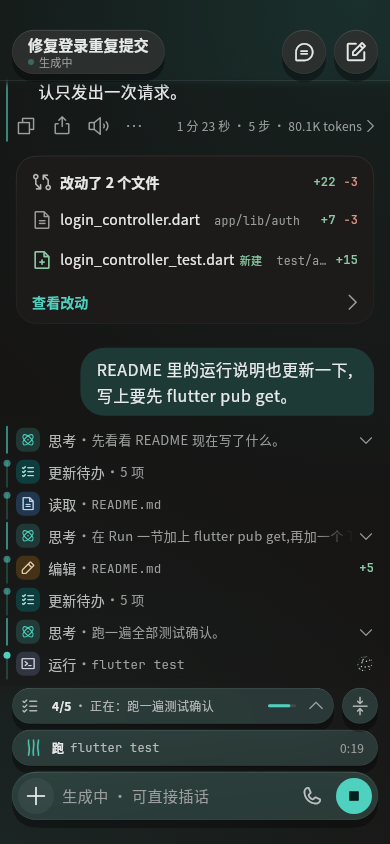 修复登录重复提交
生成中
认只发出一次请求。
1 分 23 秒 · 5 步 · 80.1K tokens
改动了 2 个文件 +22 -3
login_controller.dart app/lib/auth +7 -3
login_controller_test.dart 新建 test/a… +15
查看改动
README 里的运行说明也更新一下,
写上要先 flutter pub get。
思考 · 先看看 README 现在写了什么。
更新待办 · 5 项
读取 · README.md
思考 · 在 Run 一节加上 flutter pub get,再加一个
编辑 · README.md +5
更新待办 · 5 项
思考 · 跑一遍全部测试确认。
运行 · flutter test
4/5 · 正在: 跑一遍测试确认
跑 flutter test 0:19
生成中 · 可直接插话